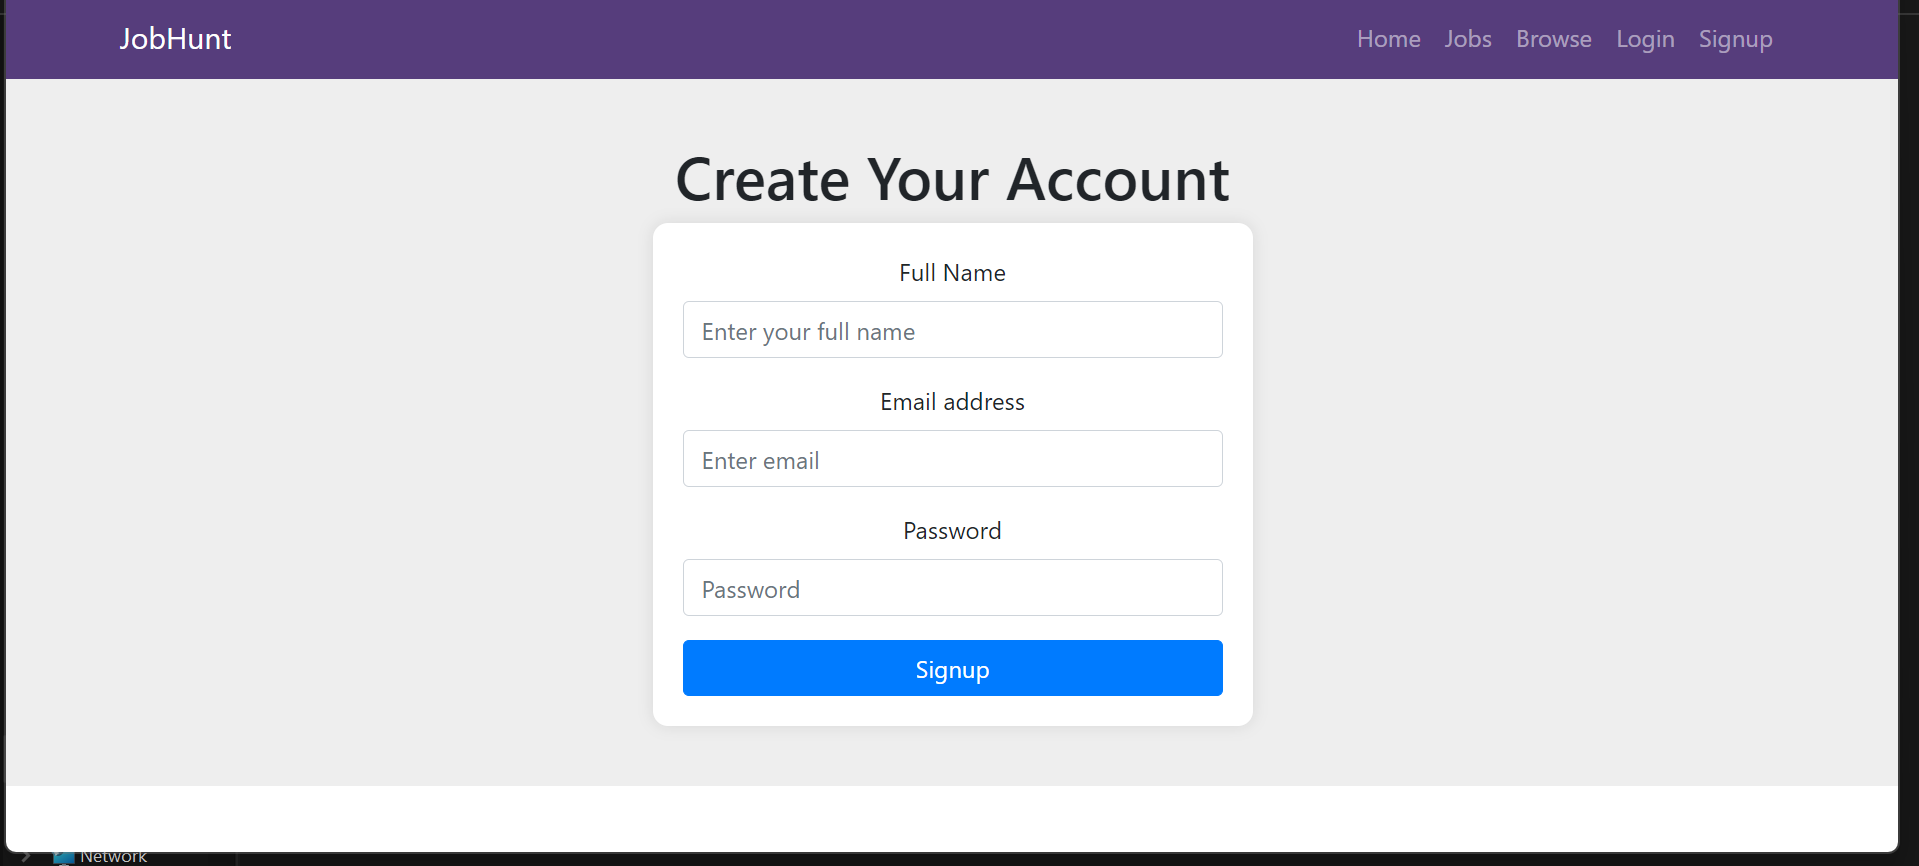 JobHunt Home Jobs Browse Login Signup
Create Your Account
Full Name
Enter your full name
Email address
Enter email
Password
Password
Signup
Network